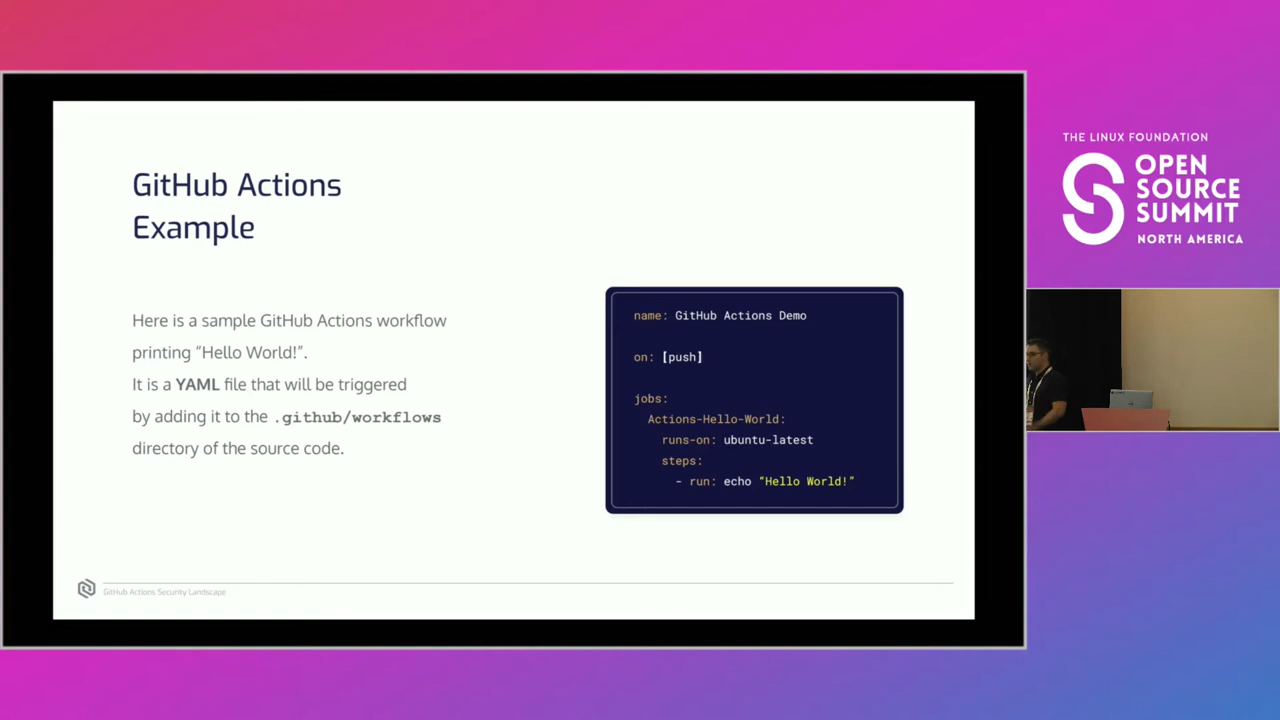 GitHub Actions
Example
Here is a sample GitHub Actions workflow
printing “Hello World!”.
It is a YAML file that will be triggered
by adding it to the .github/workflows
directory of the source code.
name: GitHub Actions Demo
on: [push]
jobs:
Actions-Hello-World:
runs-on: ubuntu-latest
steps:
- run: echo “Hello World!”
GitHub Actions Security Landscape
THE LINUX FOUNDATION
OPEN
SOURCE
SUMMIT
NORTH AMERICA